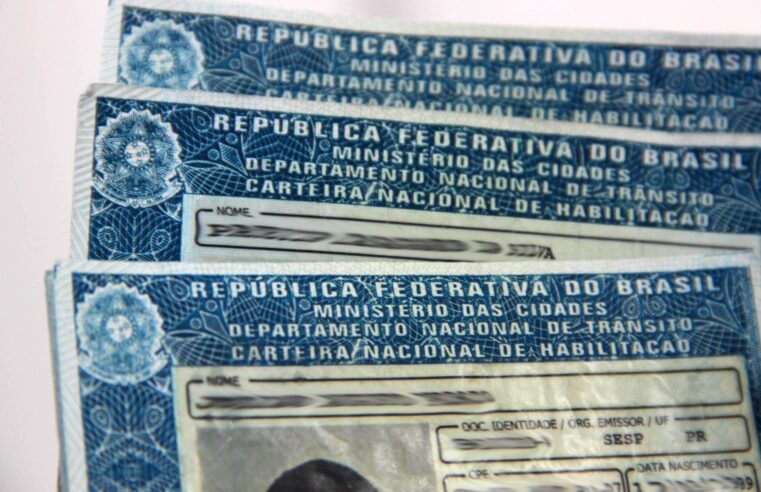 REPÚBLICA FEDERATIVA DO BRASIL
MINISTÉRIO DAS CIDADES
DEPARTAMENTO NACIONAL DE TRÂNSITO
CARTEIRA NACIONAL DE HABILITAÇÃO
REPÚBLICA FEDERATIVA DO BRASIL
MINISTÉRIO DAS CIDADES
DEPARTAMENTO NACIONAL DE TRÂNSITO
CARTEIRA NACIONAL DE HABILITAÇÃO
NOME
REPÚBLICA FEDERATIVA DO BRASIL
MINISTÉRIO DAS CIDADES
DEPARTAMENTO NACIONAL DE TRÂNSITO
CARTEIRA NACIONAL DE HABILITAÇÃO
NOME
DOC. IDENTIDADE / ORG. EMISSOR / UF
SESP PR
CPF
DATA NASCIMENTO